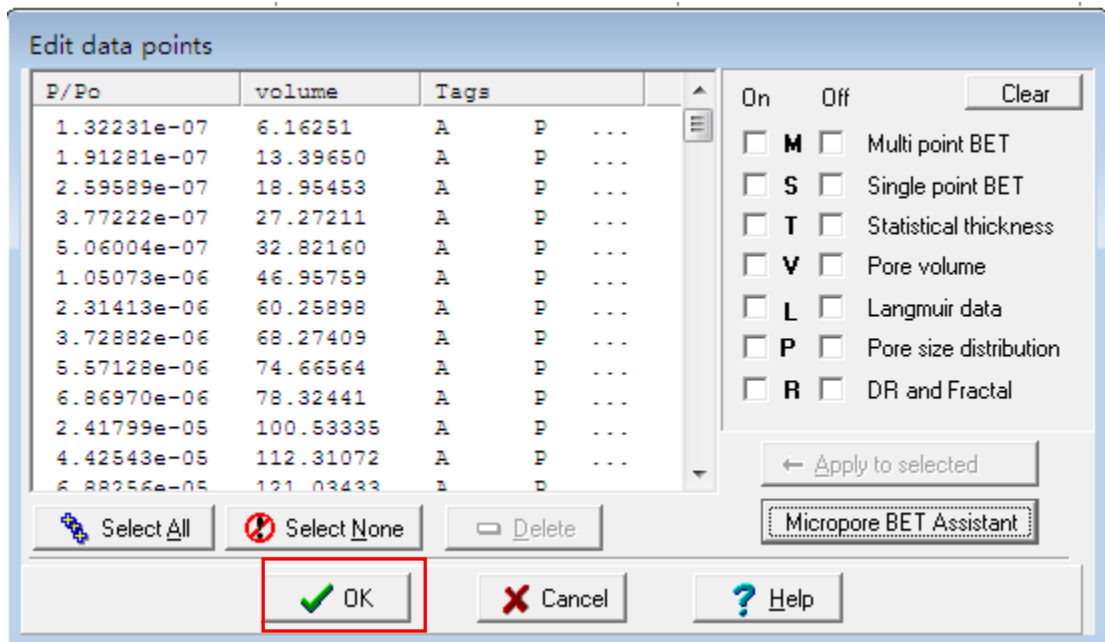 Edit data points
P/Po volume Tags
1.32231e-07 6.16251 A P ...
1.91281e-07 13.39650 A P ...
2.59589e-07 18.95453 A P ...
3.77222e-07 27.27211 A P ...
5.06004e-07 32.82160 A P ...
1.05073e-06 46.95759 A P ...
2.31413e-06 60.25898 A P ...
3.72882e-06 68.27409 A P ...
5.57128e-06 74.66564 A P ...
6.86970e-06 78.32441 A P ...
2.41799e-05 100.53335 A P ...
4.42543e-05 112.31072 A P ...
6.88256e-05 121.03433 A P
Select All Select None Delete
On Off Clear
M Multi point BET
S Single point BET
T Statistical thickness
V Pore volume
L Langmuir data
P Pore size distribution
R DR and Fractal
← Apply to selected
Micropore BET Assistant
OK Cancel Help